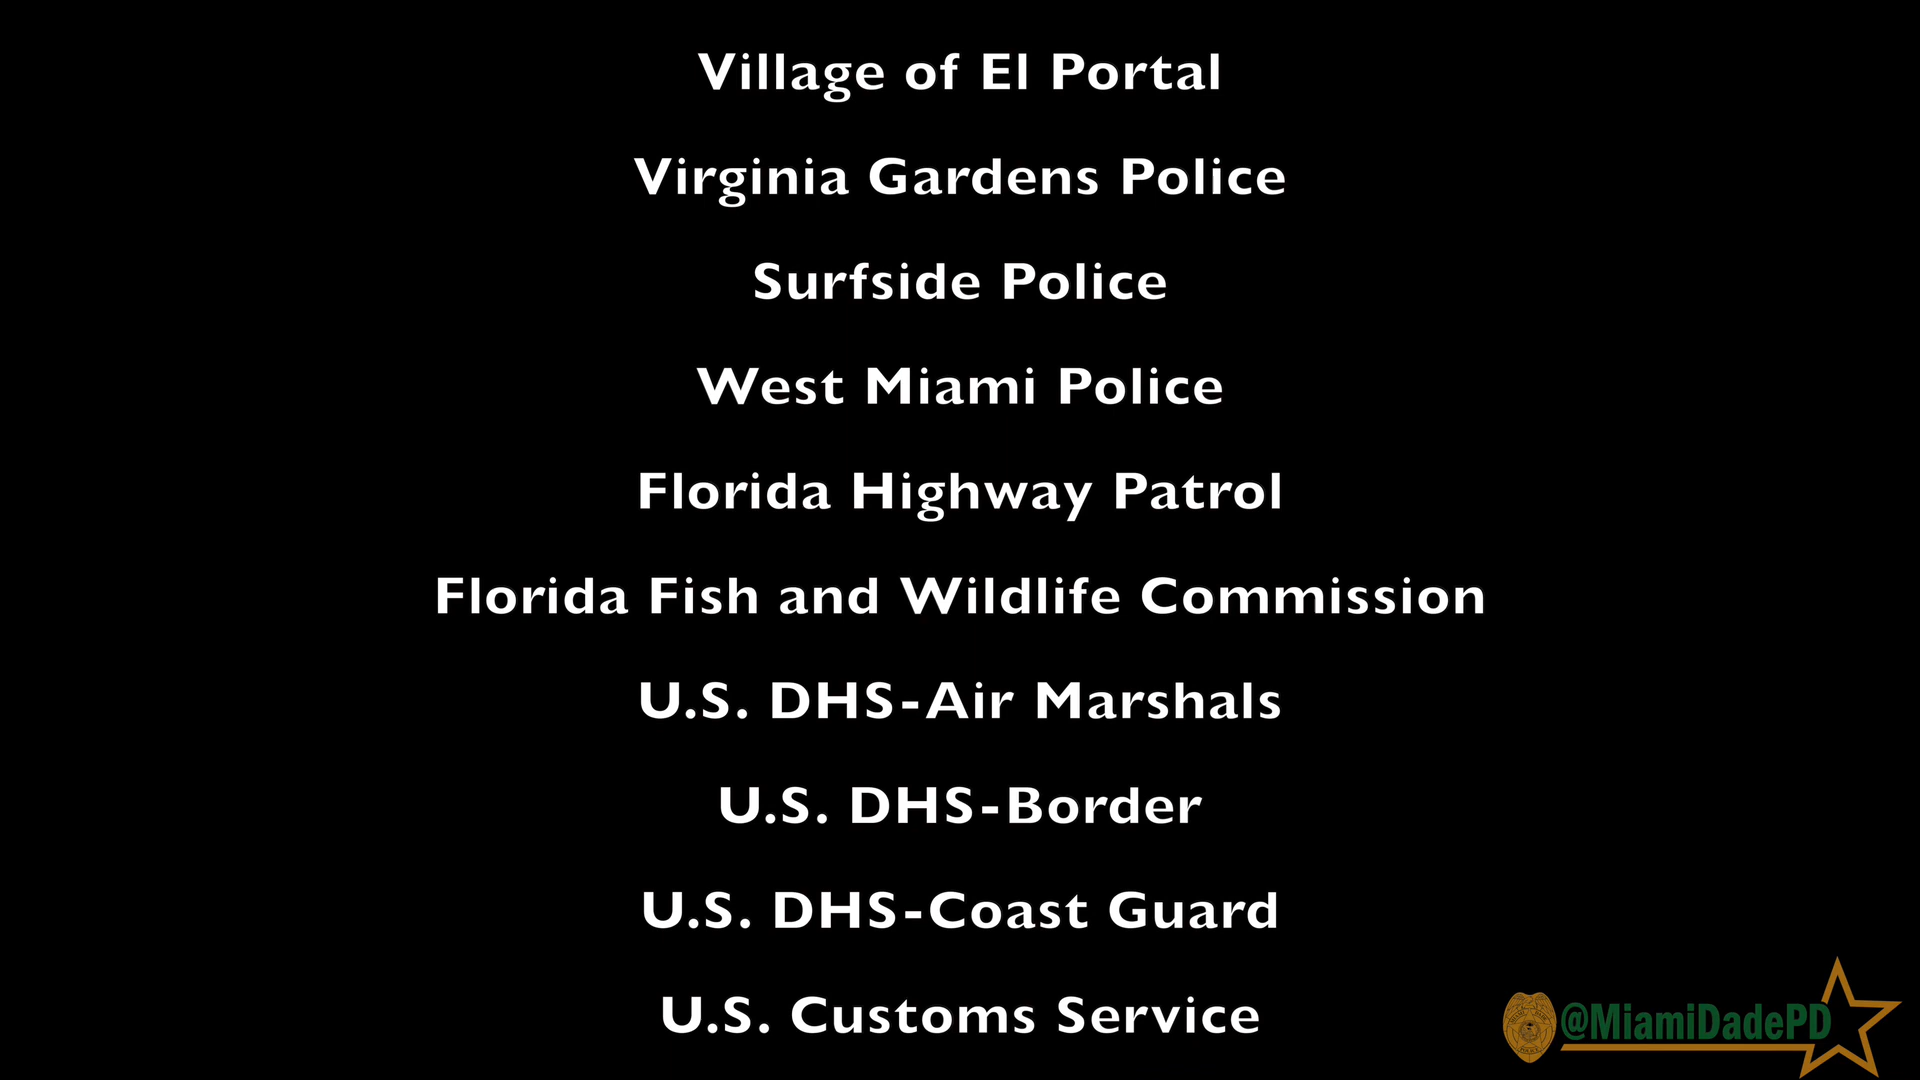 Village of El Portal
Virginia Gardens Police
Surfside Police
West Miami Police
Florida Highway Patrol
Florida Fish and Wildlife Commission
U.S. DHS-Air Marshals
U.S. DHS-Border
U.S. DHS-Coast Guard
U.S. Customs Service
@MiamiDadePD